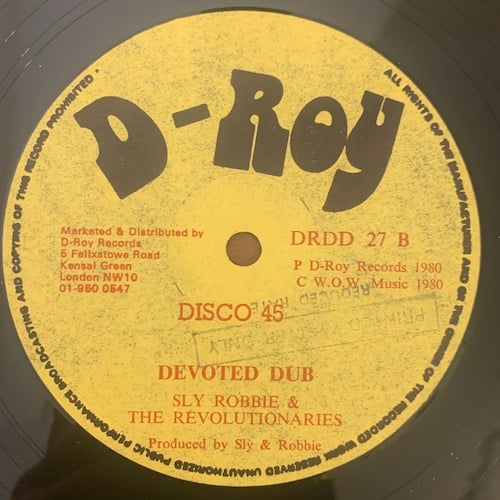 D-Roy
Marketed & Distributed by
D-Roy Records
5 Felixstowe Road
Kensal Green
London NW10
01-960 0547
DRDD 27 B
P D-Roy Records 1980
C W.O.W. Music 1980
DISCO 45
REDUCED RATE
ONLY
DEVOTED DUB
SLY ROBBIE &
THE REVOLUTIONARIES
Produced by Sly & Robbie
ALL RIGHTS OF THE MANUFACTURER AND OF THE OWNER OF THE RECORDED WORK RESERVED UNAUTHORIZED PUBLIC PERFORMANCE BROADCASTING AND COPYING OF THIS RECORD PROHIBITED.